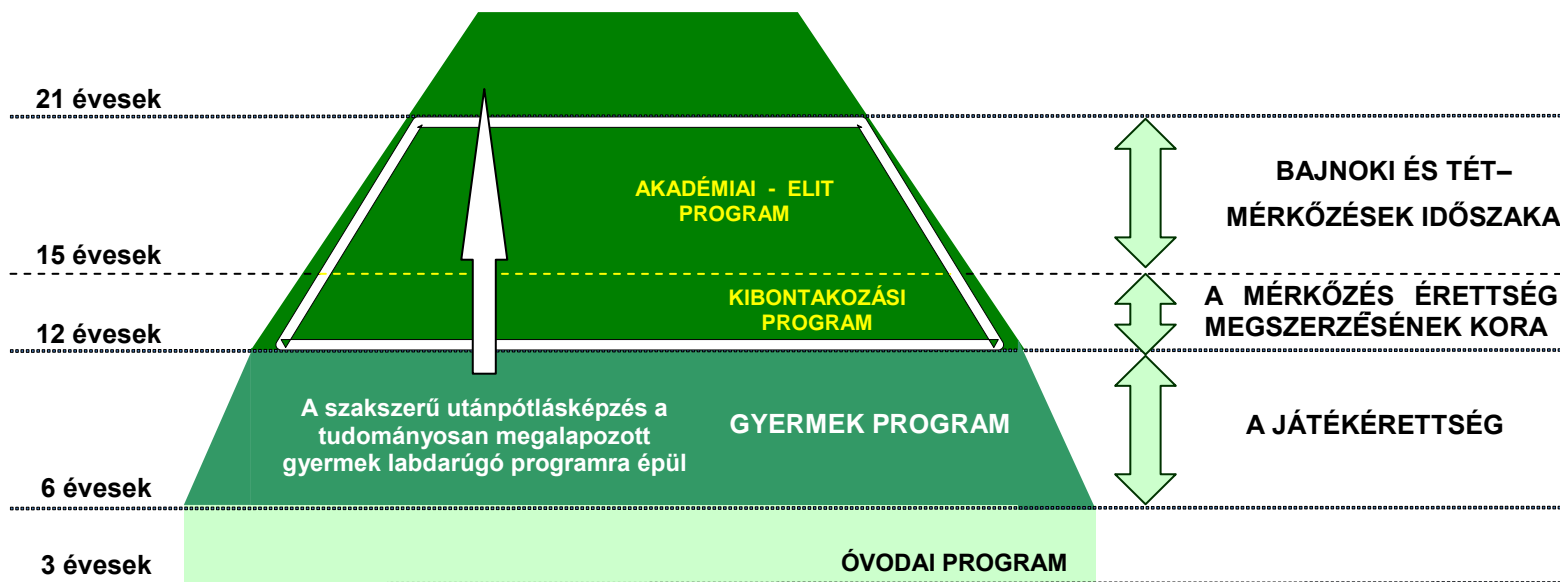 21 évesek
AKADÉMIAI - ELIT
PROGRAM
BAJNOKI ÉS TÉT–
MÉRKŐZÉSEK IDŐSZAKA
15 évesek
KIBONTAKOZÁSI
PROGRAM
A MÉRKŐZÉS ÉRETTSÉG
MEGSZERZÉSÉNEK KORA
12 évesek
A szakszerű utánpótlásképzés a
tudományosan megalapozott
gyermek labdarúgó programra épül
GYERMEK PROGRAM
A JÁTÉKÉRETTSÉG
6 évesek
3 évesek
ÓVODAI PROGRAM